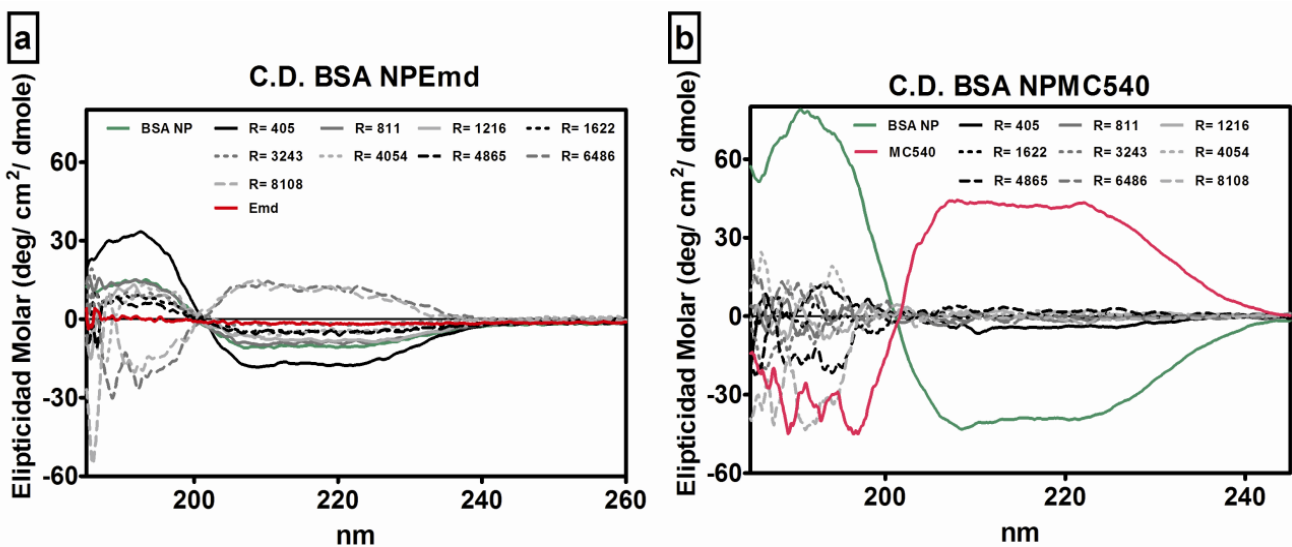 a
C.D. BSA NPEmd
Elipticidad Molar (deg/ cm2/ dmole)
BSA NP R= 405 R= 811 R= 1216 R= 1622
R= 3243 R= 4054 R= 4865 R= 6486
R= 8108
Emd
60
30
0
-30
-60
200 220 240 260
nm
b
C.D. BSA NPMC540
Elipticidad Molar (deg/ cm2/ dmole)
BSA NP R= 405 R= 811 R= 1216
MC540 R= 1622 R= 3243 R= 4054
R= 4865 R= 6486 R= 8108
60
30
0
-30
-60
200 220 240
nm